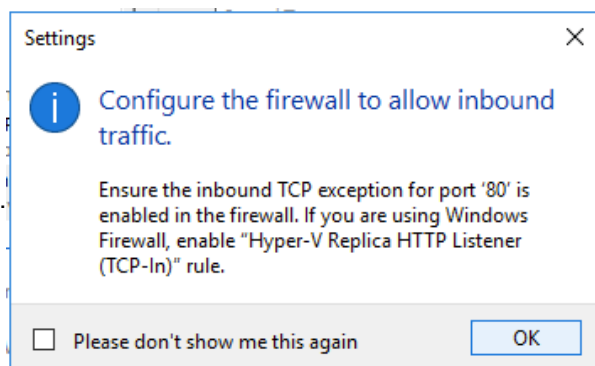 Settings
Configure the firewall to allow inbound
traffic.
Ensure the inbound TCP exception for port ‘80’ is
enabled in the firewall. If you are using Windows
Firewall, enable “Hyper-V Replica HTTP Listener
(TCP-In)” rule.
Please don't show me this again
OK